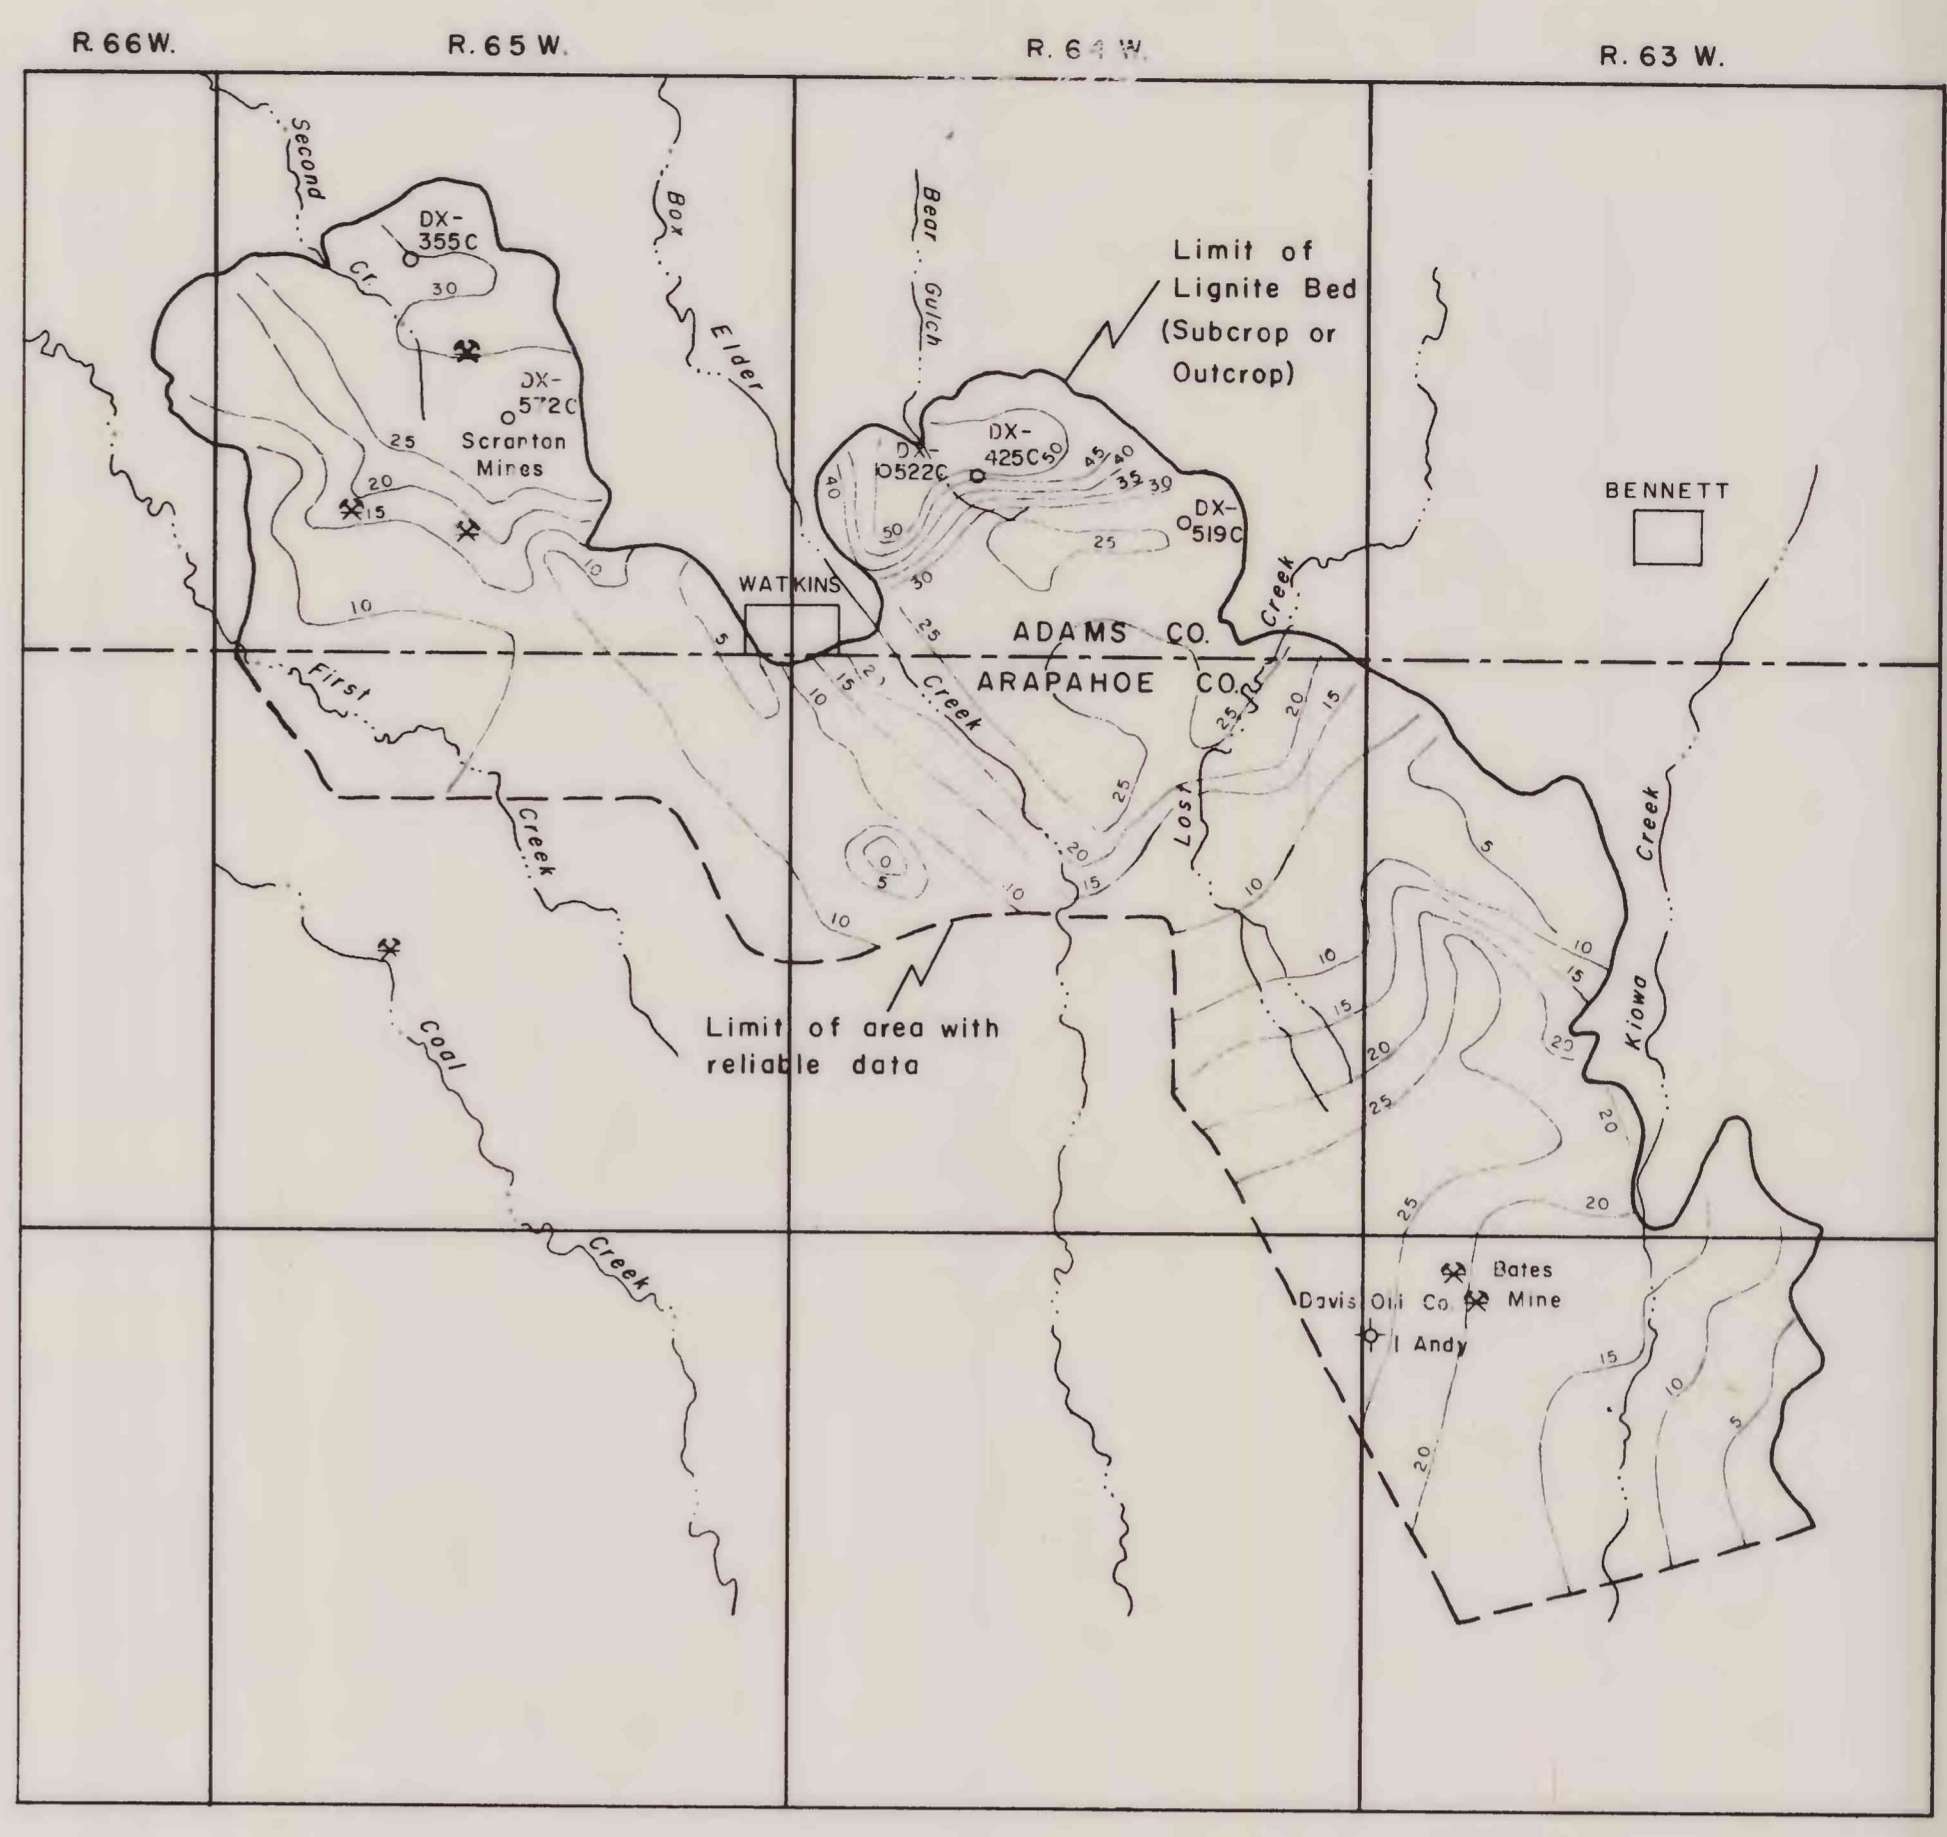 R. 66 W.
R. 65 W.
R. 64 W.
R. 63 W.
Second
Cr.
Box
Elder
Creek
Bear
Gulch
DX-
355C
30
DX-
572C
Scranton
Mines
25
20
15
10
10
5
Limit of
Lignite Bed
(Subcrop or
Outcrop)
DX-
522C
DX-
425C
50
45
40
35
30
40
50
30
25
DX-
519C
25
BENNETT
WATKINS
ADAMS CO.
ARAPAHOE CO.
Creek
Lost
First
Creek
15
10
25
20
15
25
20
15
10
0
5
10
10
5
Kiowa
Creek
10
15
20
Limit of area with
reliable data
10
15
20
25
20
25
20
Coal
Creek
Bates
Mine
Davis Oil Co.
1 Andy
15
10
5
20